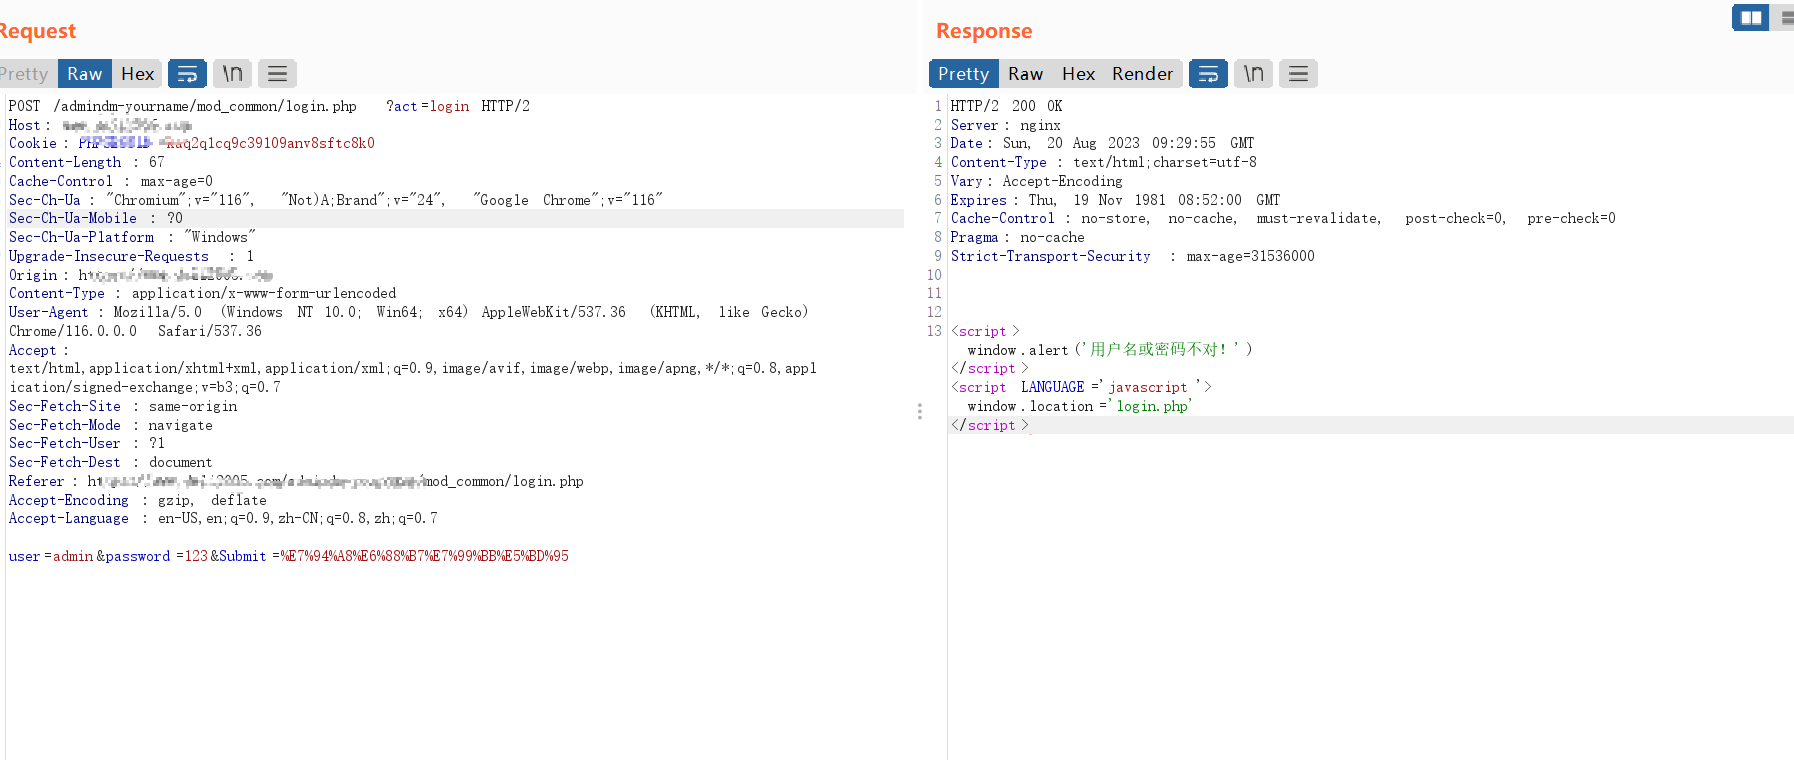 Request
Pretty Raw Hex \n
POST /admindm-yourname/mod_common/login.php ?act=login HTTP/2
Host:
Cookie: kuq2qlcq9c39109anv8sftc8k0
Content-Length : 67
Cache-Control : max-age=0
Sec-Ch-Ua : "Chromium";v="116", "Not)A;Brand";v="24", "Google Chrome";v="116"
Sec-Ch-Ua-Mobile : ?0
Sec-Ch-Ua-Platform : "Windows"
Upgrade-Insecure-Requests : 1
Origin :
Content-Type : application/x-www-form-urlencoded
User-Agent : Mozilla/5.0 (Windows NT 10.0; Win64; x64) AppleWebKit/537.36 (KHTML, like Gecko)
Chrome/116.0.0.0 Safari/537.36
Accept :
text/html,application/xhtml+xml,application/xml;q=0.9,image/avif,image/webp,image/apng,*/*;q=0.8,appl
ication/signed-exchange;v=b3;q=0.7
Sec-Fetch-Site : same-origin
Sec-Fetch-Mode : navigate
Sec-Fetch-User : ?1
Sec-Fetch-Dest : document
Referer : mod_common/login.php
Accept-Encoding : gzip, deflate
Accept-Language : en-US,en;q=0.9,zh-CN;q=0.8,zh;q=0.7
user=admin&password=123&Submit=%E7%94%A8%E6%88%B7%E7%99%BB%E5%BD%95
Response
Pretty Raw Hex Render \n
1 HTTP/2 200 OK
2 Server : nginx
3 Date : Sun, 20 Aug 2023 09:29:55 GMT
4 Content-Type : text/html;charset=utf-8
5 Vary : Accept-Encoding
6 Expires : Thu, 19 Nov 1981 08:52:00 GMT
7 Cache-Control : no-store, no-cache, must-revalidate, post-check=0, pre-check=0
8 Pragma : no-cache
9 Strict-Transport-Security : max-age=31536000
10
11
12
13 <script>
window.alert('用户名或密码不对！')
</script>
<script LANGUAGE='javascript'>
window.location='login.php'
</script>